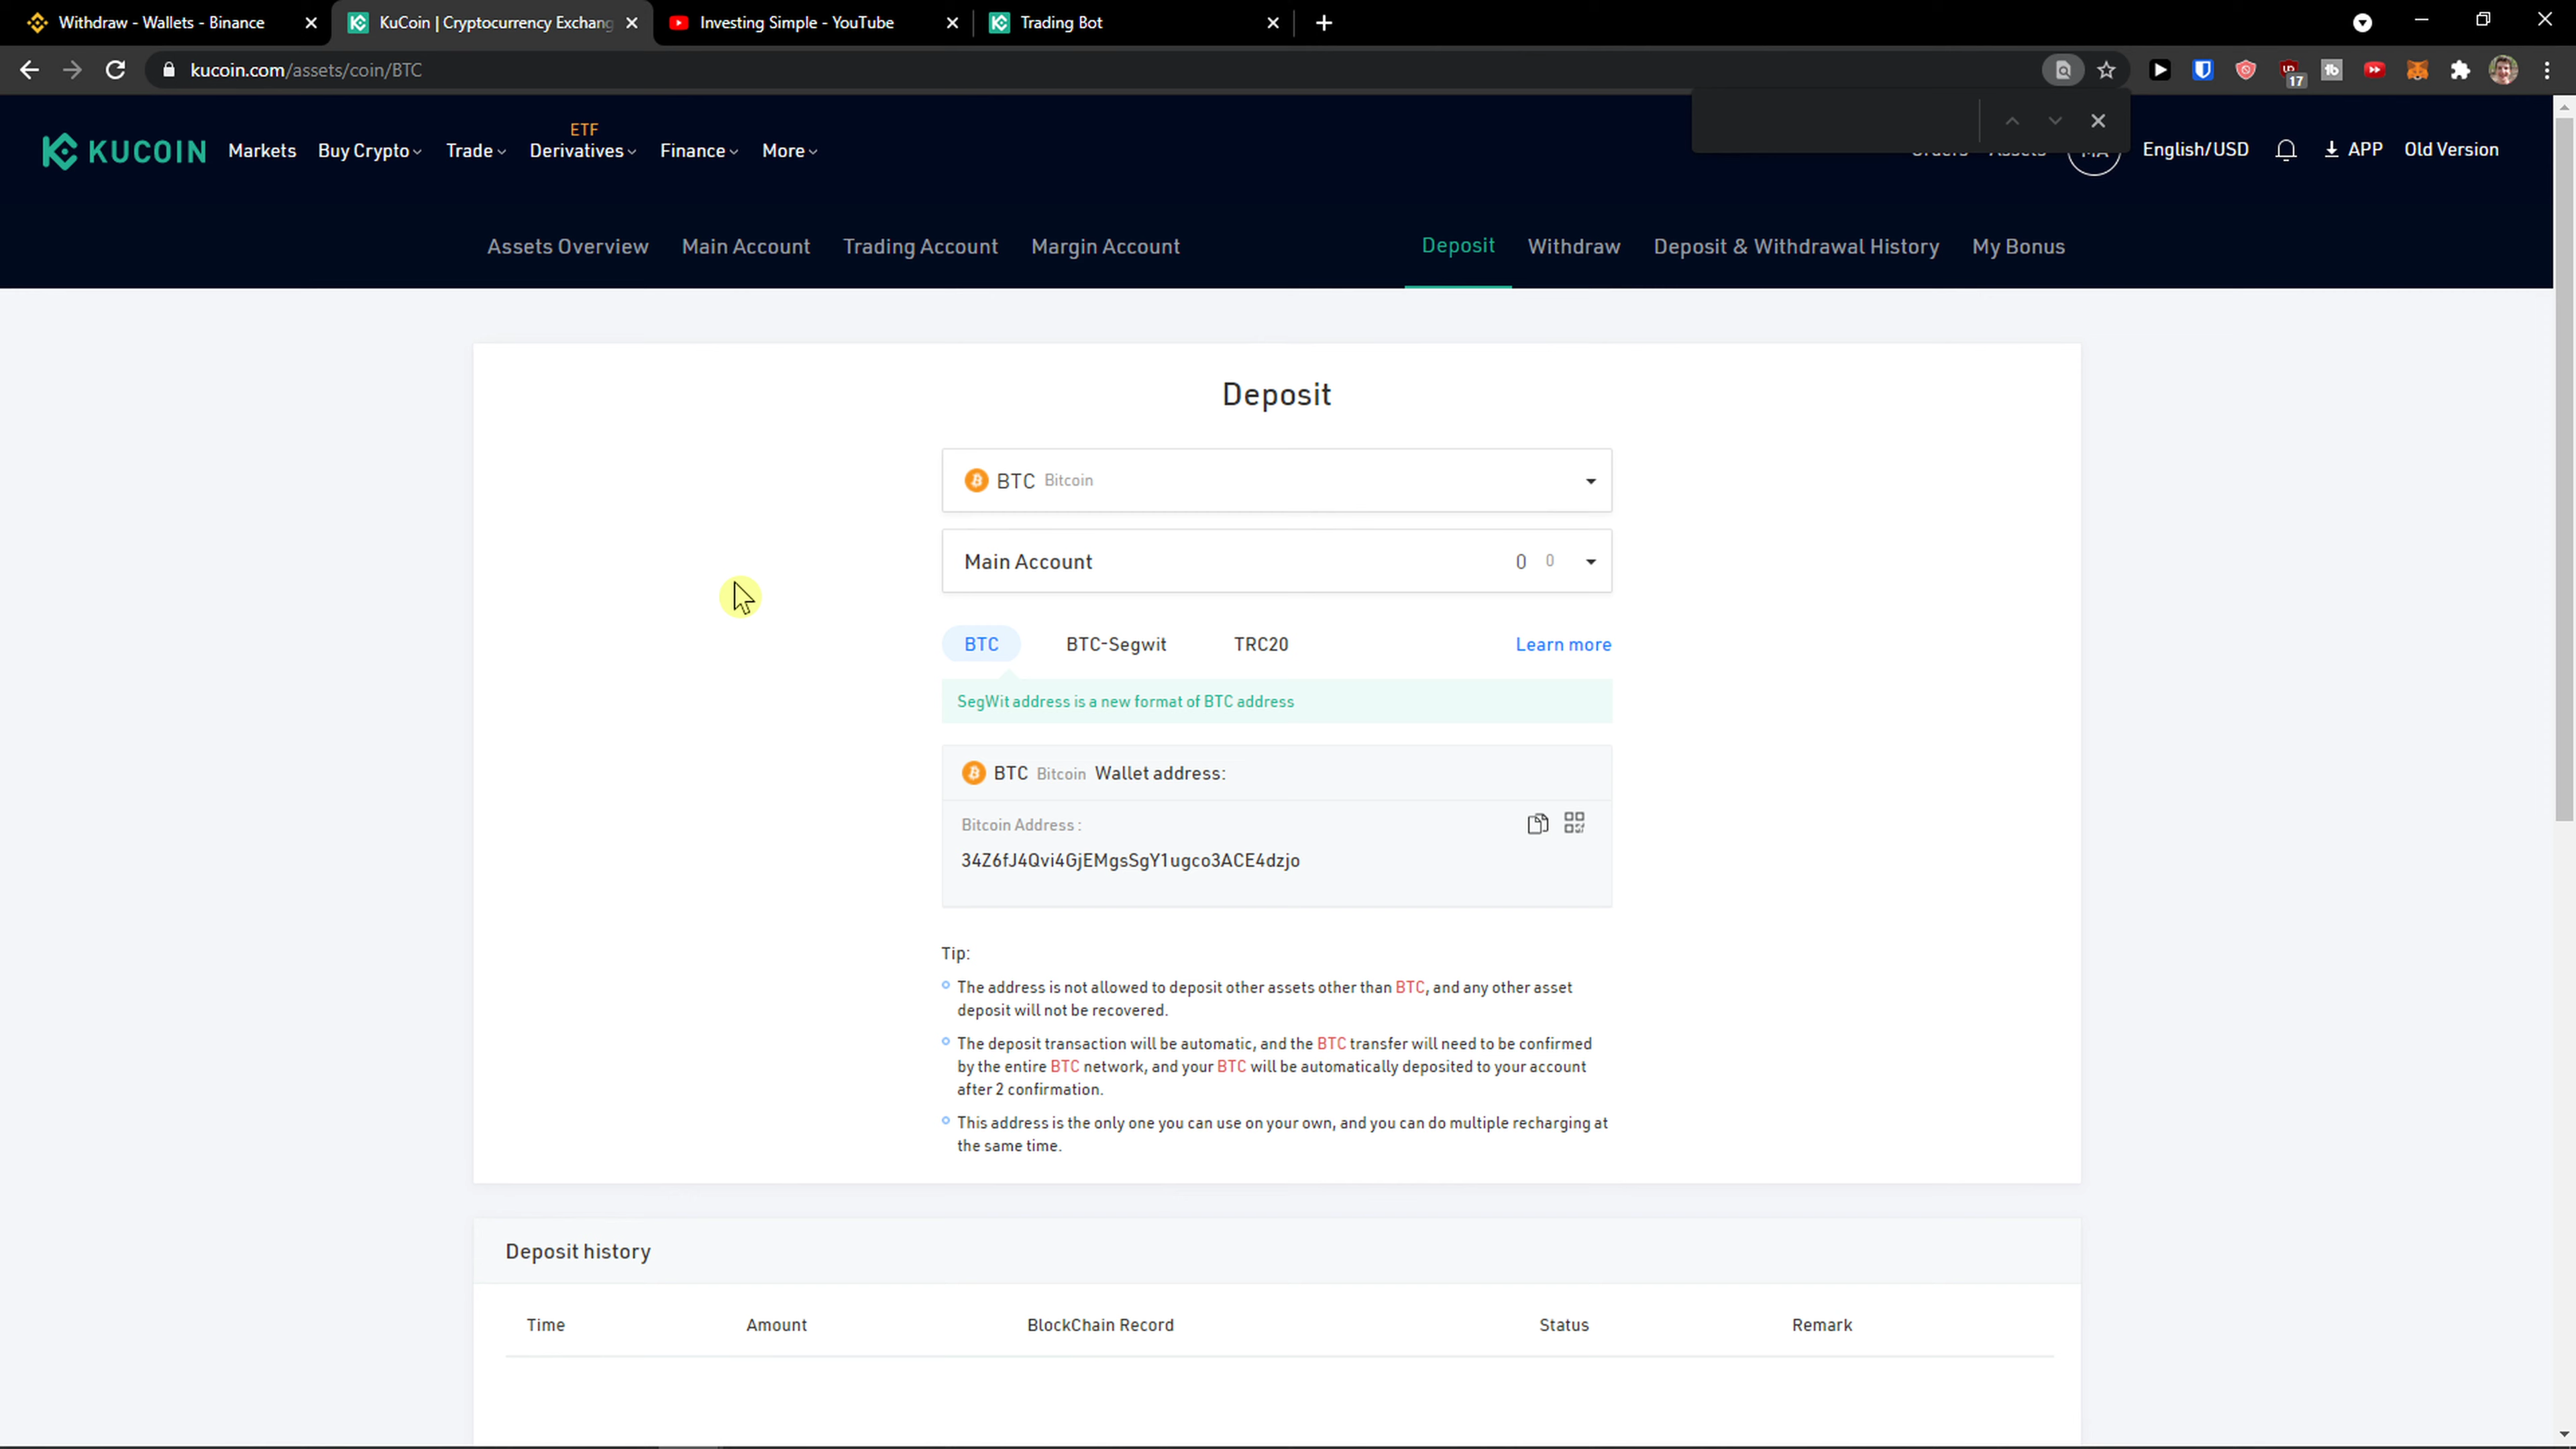 Withdraw - Wallets - Binance
KuCoin | Cryptocurrency Exchang
Investing Simple - YouTube
Trading Bot
kucoin.com/assets/coin/BTC
17
KUCOIN
Markets
Buy Crypto
Trade
ETF
Derivatives
Finance
More
Orders
Assets
MA
English/USD
APP
Old Version
Assets Overview
Main Account
Trading Account
Margin Account
Deposit
Withdraw
Deposit & Withdrawal History
My Bonus
Deposit
BTC Bitcoin
Main Account 0 0
BTC
BTC-Segwit
TRC20
Learn more
SegWit address is a new format of BTC address
BTC Bitcoin Wallet address:
Bitcoin Address :
34Z6fJ4Qvi4GjEMgsSgY1ugco3ACE4dzjo
Tip:
The address is not allowed to deposit other assets other than BTC, and any other asset
deposit will not be recovered.
The deposit transaction will be automatic, and the BTC transfer will need to be confirmed
by the entire BTC network, and your BTC will be automatically deposited to your account
after 2 confirmation.
This address is the only one you can use on your own, and you can do multiple recharging at
the same time.
Deposit history
Time
Amount
BlockChain Record
Status
Remark